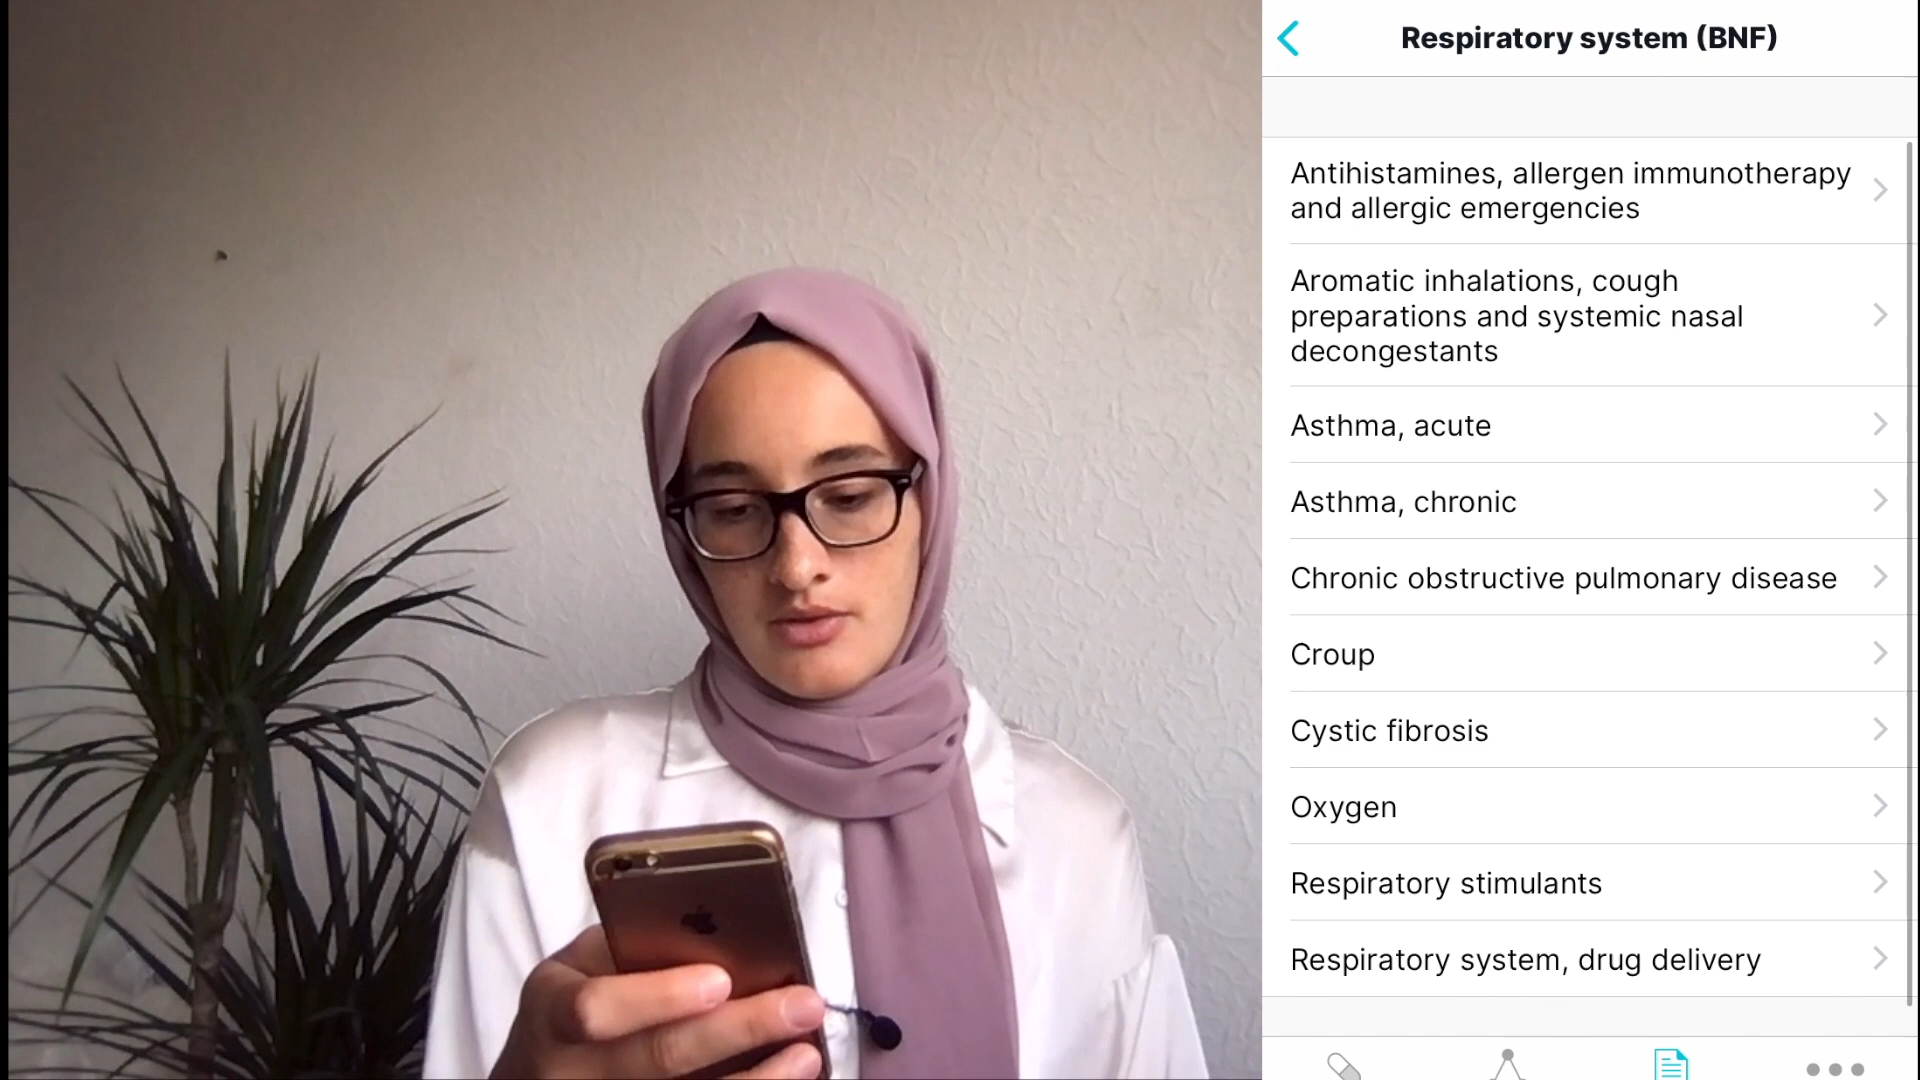 Respiratory system (BNF)
Antihistamines, allergen immunotherapy
and allergic emergencies
Aromatic inhalations, cough
preparations and systemic nasal
decongestants
Asthma, acute
Asthma, chronic
Chronic obstructive pulmonary disease
Croup
Cystic fibrosis
Oxygen
Respiratory stimulants
Respiratory system, drug delivery